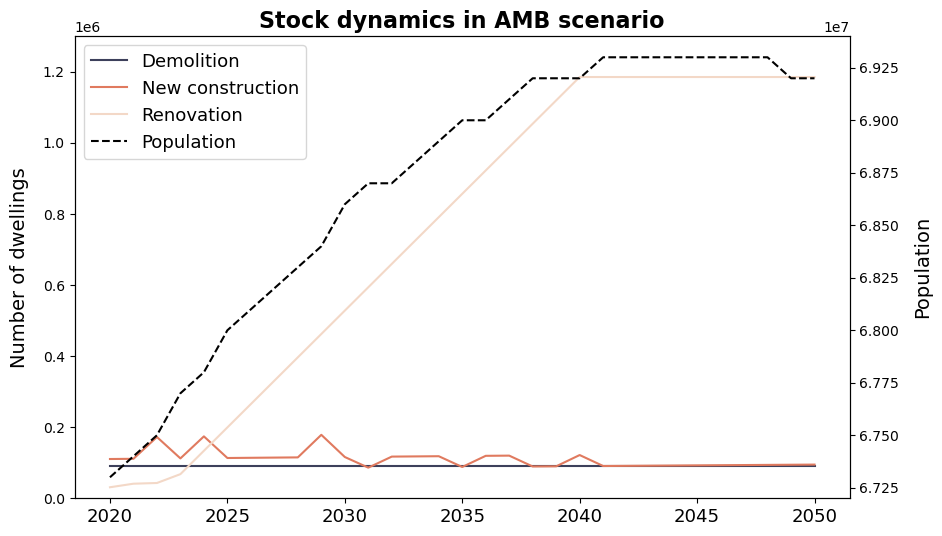 Stock dynamics in AMB scenario
1e6
1e7
Demolition
New construction
Renovation
Population
Number of dwellings
1.2
1.0
0.8
0.6
0.4
0.2
0.0
6.925
6.900
6.875
6.850
6.825
6.800
6.775
6.750
6.725
Population
2020 2025 2030 2035 2040 2045 2050